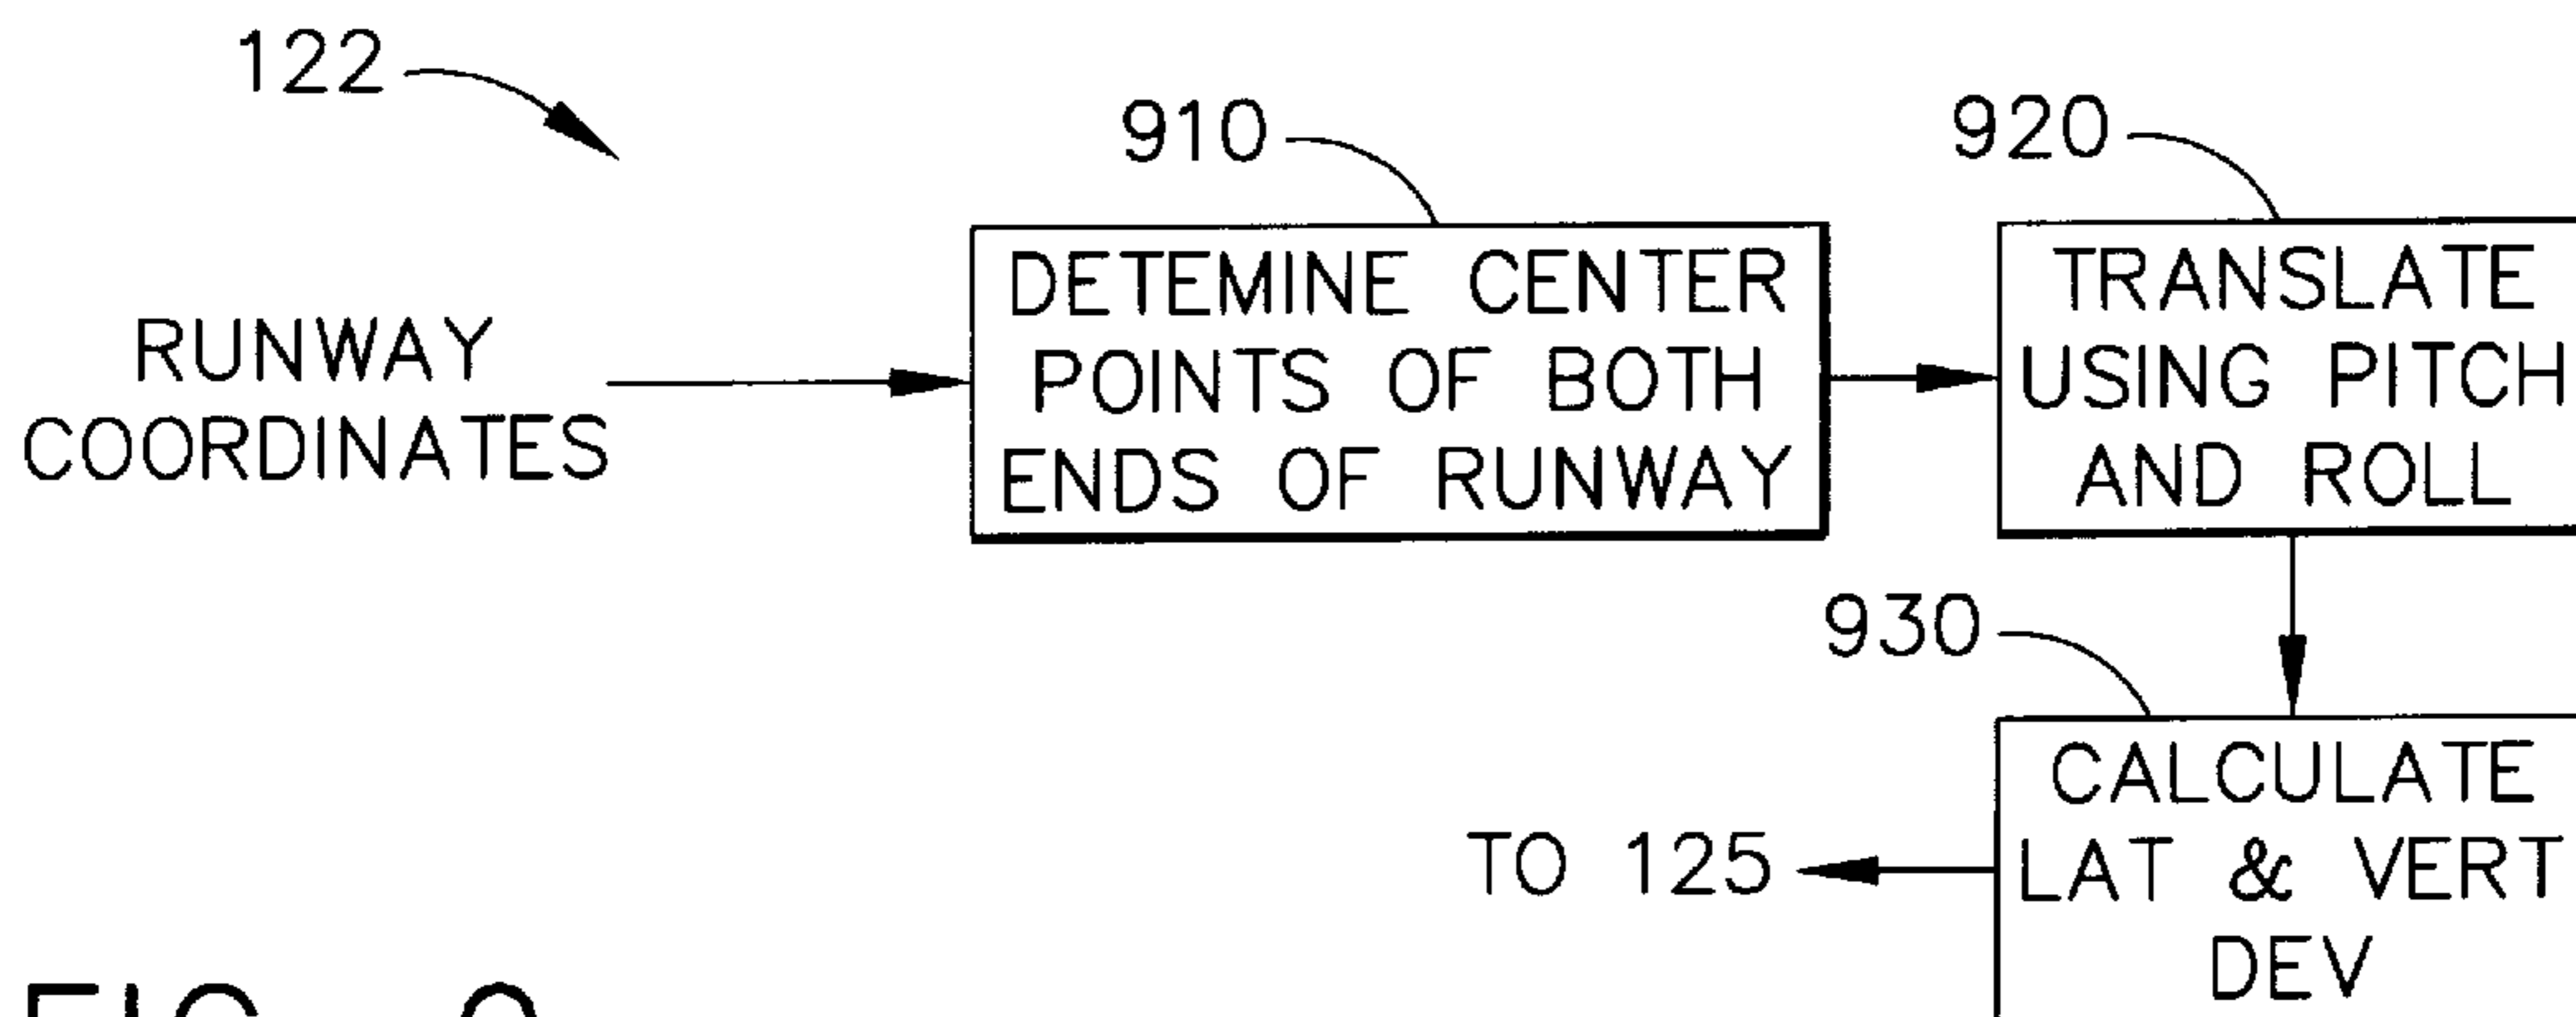 122
910
920
RUNWAY
COORDINATES
DETEMINE CENTER
POINTS OF BOTH
ENDS OF RUNWAY
TRANSLATE
USING PITCH
AND ROLL
930
CALCULATE
LAT & VERT
DEV
TO 125